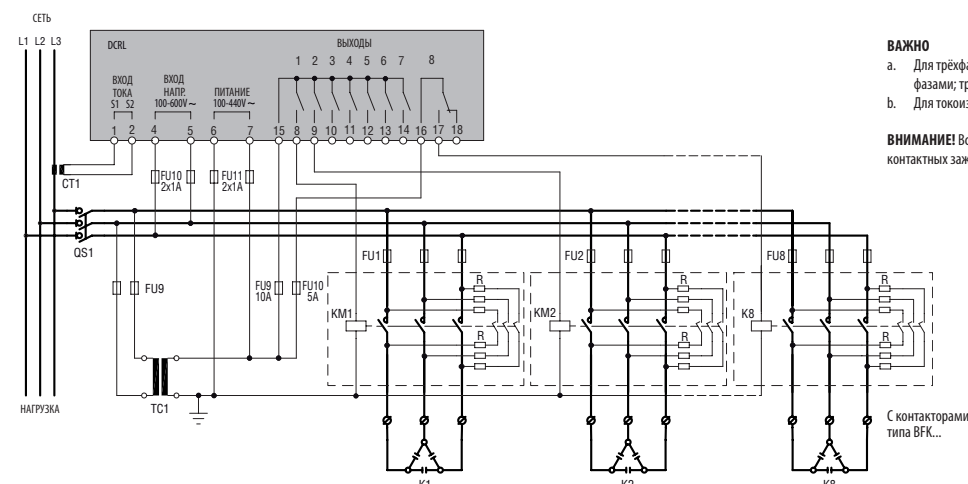 СЕТЬ
L1 L2 L3
DCRL
ВЫХОДЫ
1 2 3 4 5 6 7 8
ВХОД
ТОКА
S1 S2
ВХОД
НАПР.
100-600V ~
ПИТАНИЕ
100-440V ~
1 2 4 5 6 7 15 8 9 10 11 12 13 14 16 17 18
CT1
FU10
2x1A
FU11
2x1A
QS1
FU9
FU9
10A
FU10
5A
FU1
FU2
FU8
KM1
R
R
KM2
R
R
K8
R
R
TC1
НАГРУЗКА
K1
K2
K8
ВАЖНО
a. Для трёхфа
фазами; тр
b. Для токоиз
ВНИМАНИЕ! Вс
контактных заж
С контакторами
типа BFK...